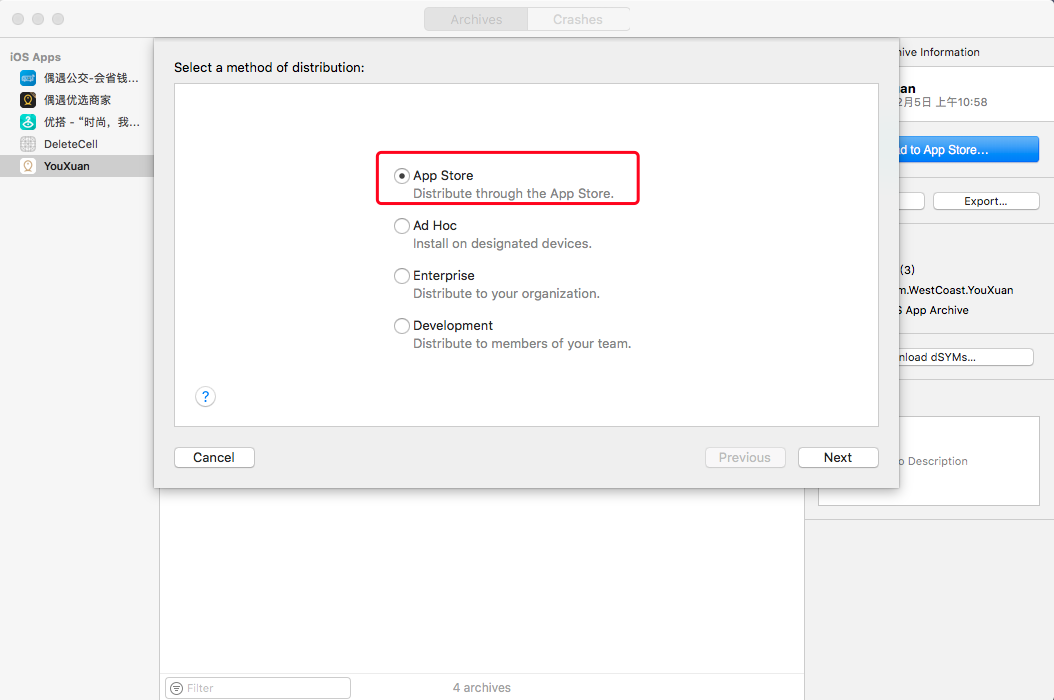 Archives
Crashes
iOS Apps
偶遇公交-会省钱...
偶遇优选商家
优搭 - “时尚，我...
DeleteCell
YouXuan
Select a method of distribution:
App Store
Distribute through the App Store.
Ad Hoc
Install on designated devices.
Enterprise
Distribute to your organization.
Development
Distribute to members of your team.
?
Cancel
Previous
Next
hive Information
uan
2月5日 上午10:58
ad to App Store...
Export...
(3)
m.WestCoast.YouXuan
S App Archive
nload dSYMs...
o Description
Filter
4 archives